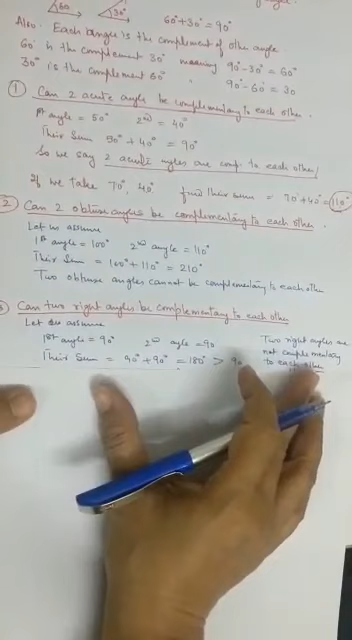 60 30° 60°+30° = 90° angle.
Also: Each angle is the complement of other angle
60° is the complement 30° meaning 90°-30° = 60°
30° is the complement 60° 90°-60 = 30
① Can 2 acute angle be complementary to each other.
1st angle = 50° 2nd = 40°
Their Sum 50° + 40° = 90°
So we say 2 acute angles are comp. to each other/
If we take 70°, 40° find their sum = 70+40 = 110°
2 Can 2 obtuse angles be complementary to each other.
Let us assume
1st angle = 100° 2nd angle = 110°
Their Sum = 100°+110° = 210°
Two obtuse angles cannot be complementary to each other
3 Can two right angles be complementary to each other
Let us assume
1st angle = 90° 2nd angle = 90
Their Sum = 90°+90° = 180° > 90
Two right angles are
not complementary
to each other